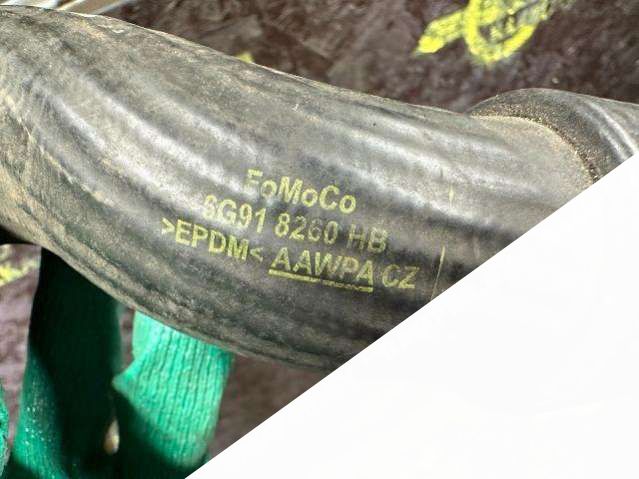 FoMoCo
6G91 8260 HB
>EPDM< AAWPA CZ